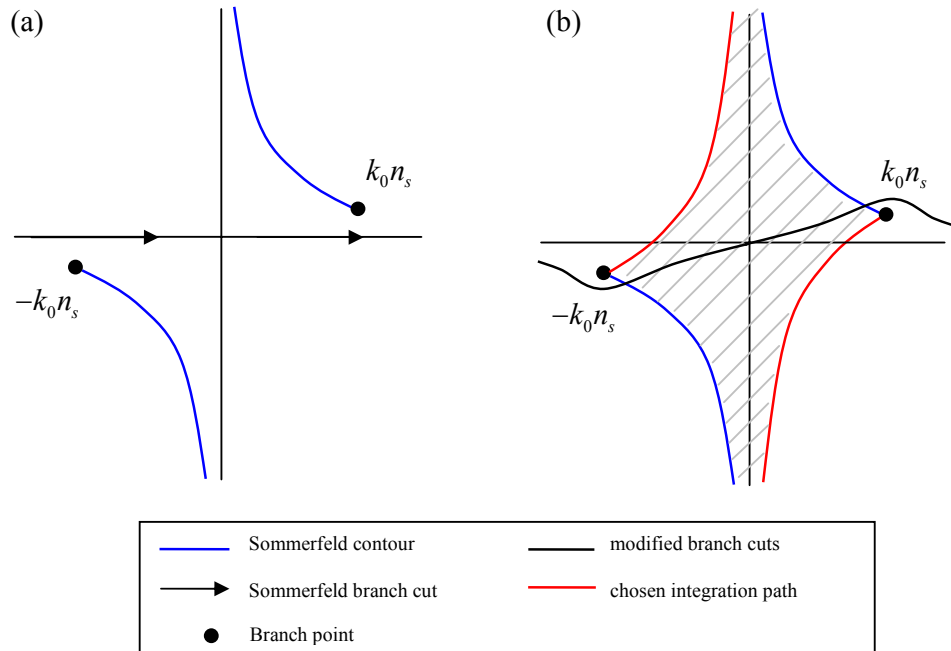 (a)
(b)
k₀nₛ
k₀nₛ
−k₀nₛ
−k₀nₛ
Sommerfeld contour
modified branch cuts
Sommerfeld branch cut
chosen integration path
Branch point